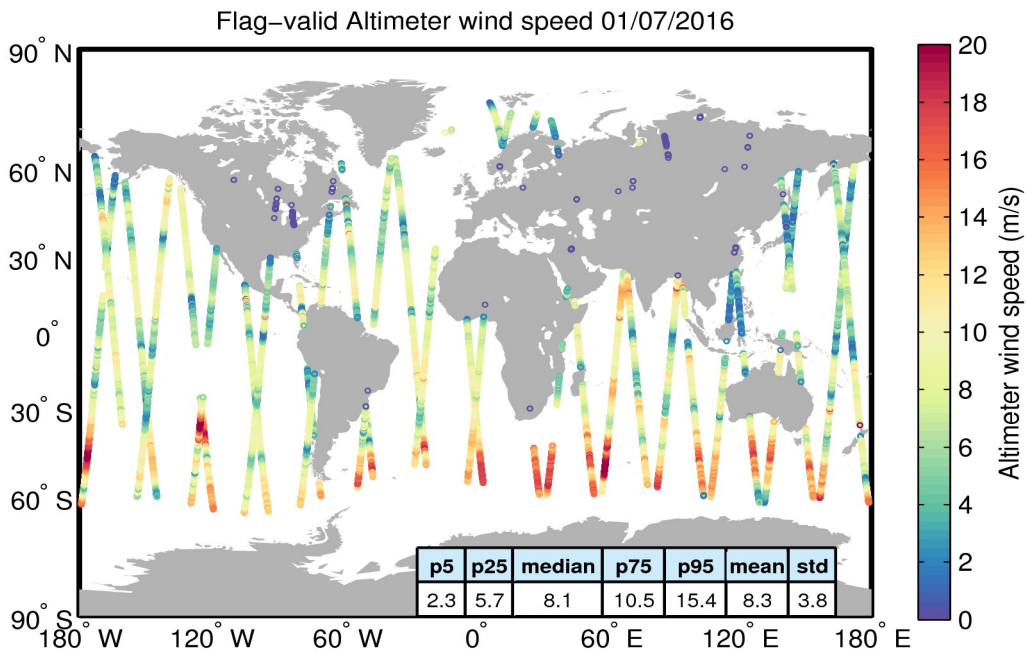 Flag−valid Altimeter wind speed 01/07/2016
90° N
60° N
30° N
0°
30° S
60° S
90° S
180° W
120° W
60° W
0°
60° E
120° E
180° E
p5 p25 median p75 p95 mean std
2.3 5.7 8.1 10.5 15.4 8.3 3.8
20
18
16
14
12
10
8
6
4
2
0
Altimeter wind speed (m/s)